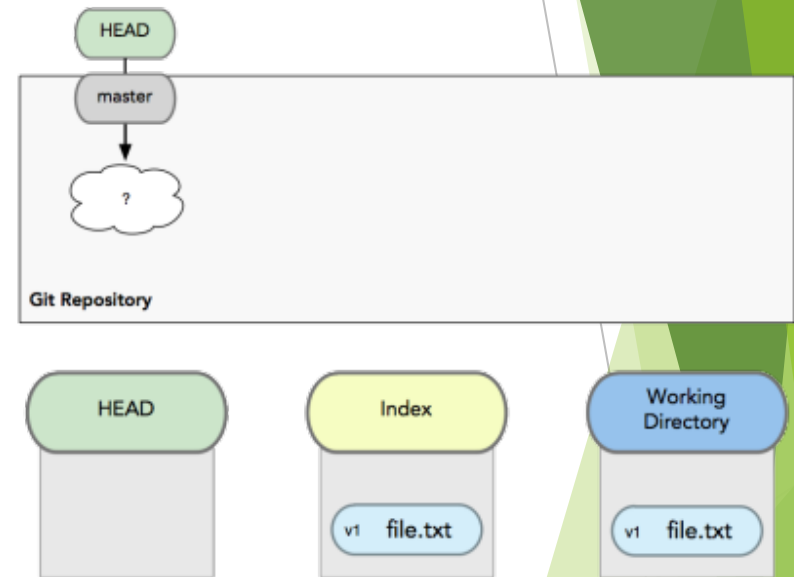 HEAD
master
?
Git Repository
HEAD
Index
Working
Directory
v1 file.txt
v1 file.txt